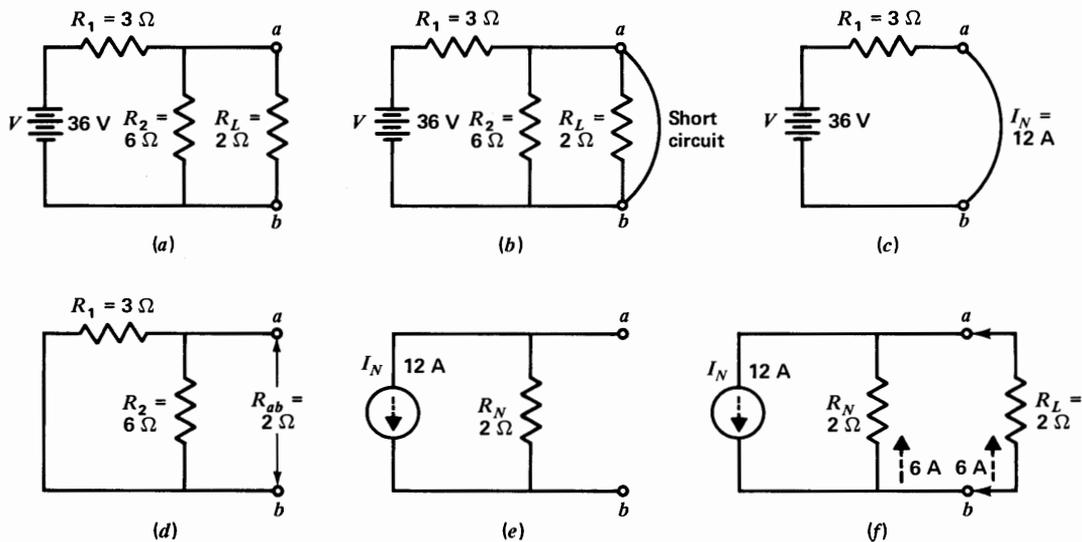 R1 = 3 Ω
a
V
36 V
R2 =
6 Ω
RL =
2 Ω
b
(a)
R1 = 3 Ω
a
V
36 V
R2 =
6 Ω
RL =
2 Ω
Short
circuit
b
(b)
R1 = 3 Ω
a
V
36 V
IN =
12 A
b
(c)
R1 = 3 Ω
a
R2 =
6 Ω
Rab =
2 Ω
b
(d)
a
IN 12 A
RN
2 Ω
b
(e)
a
IN 12 A
RN
2 Ω
RL =
2 Ω
6 A 6 A
b
(f)